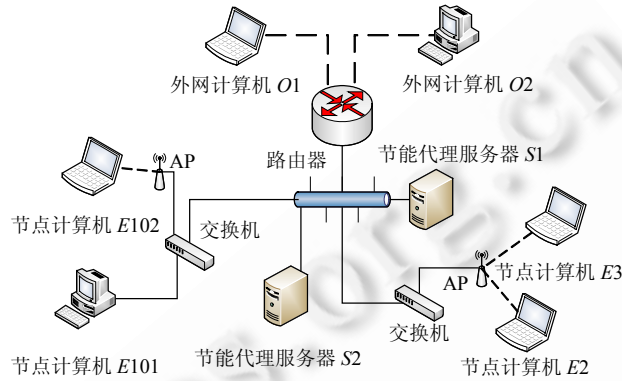 外网计算机 O1
外网计算机 O2
路由器
节能代理服务器 S1
AP
节点计算机 E102
交换机
AP
节点计算机 E3
节点计算机 E101
节能代理服务器 S2
交换机
节点计算机 E2